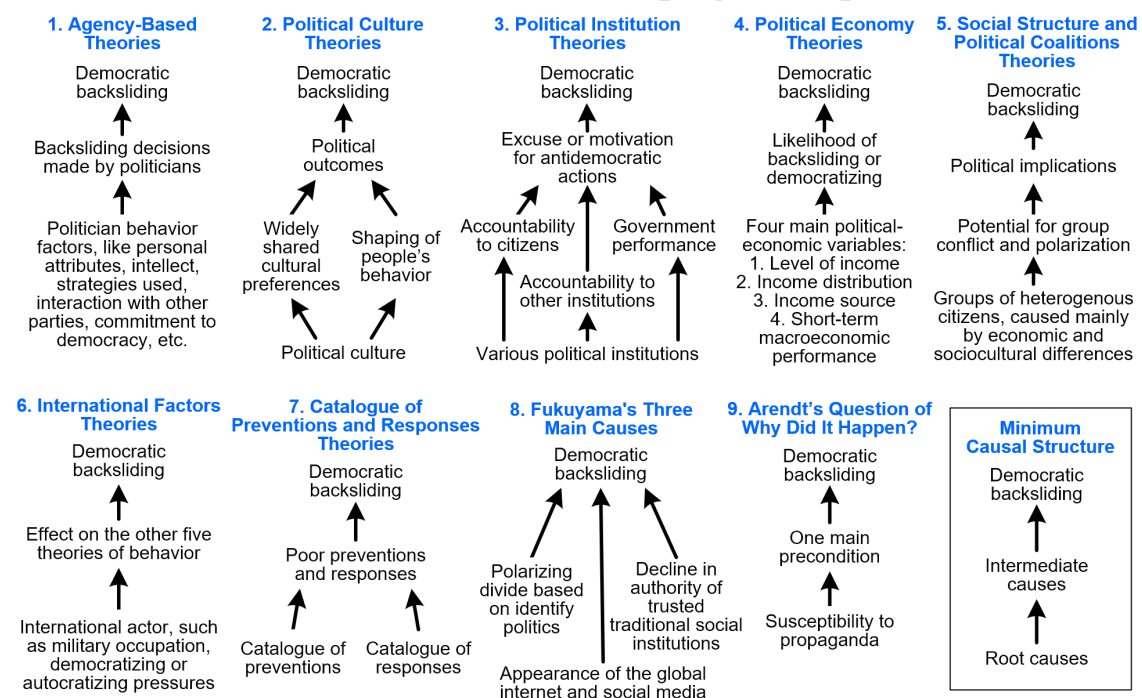 1. Agency-Based
Theories
Democratic
backsliding
Backsliding decisions
made by politicians
Politician behavior
factors, like personal
attributes, intellect,
strategies used,
interaction with other
parties, commitment to
democracy, etc.
2. Political Culture
Theories
Democratic
backsliding
Political
outcomes
Widely
shared
cultural
preferences
Shaping of
people’s
behavior
Political culture
3. Political Institution
Theories
Democratic
backsliding
Excuse or motivation
for antidemocratic
actions
Accountability
to citizens
Government
performance
Accountability to
other institutions
Various political institutions
4. Political Economy
Theories
Democratic
backsliding
Likelihood of
backsliding or
democratizing
Four main political-
economic variables:
1. Level of income
2. Income distribution
3. Income source
4. Short-term
macroeconomic
performance
5. Social Structure and
Political Coalitions
Theories
Democratic
backsliding
Political implications
Potential for group
conflict and polarization
Groups of heterogenous
citizens, caused mainly
by economic and
sociocultural differences
6. International Factors
Theories
Democratic
backsliding
Effect on the other five
theories of behavior
International actor, such
as military occupation,
democratizing or
autocratizing pressures
7. Catalogue of
Preventions and Responses
Theories
Democratic
backsliding
Poor preventions
and responses
Catalogue of
preventions
Catalogue of
responses
8. Fukuyama's Three
Main Causes
Democratic
backsliding
Polarizing
divide based
on identify
politics
Decline in
authority of
trusted
traditional social
institutions
Appearance of the global
internet and social media
9. Arendt’s Question of
Why Did It Happen?
Democratic
backsliding
One main
precondition
Susceptibility to
propaganda
Minimum
Causal Structure
Democratic
backsliding
Intermediate
causes
Root causes